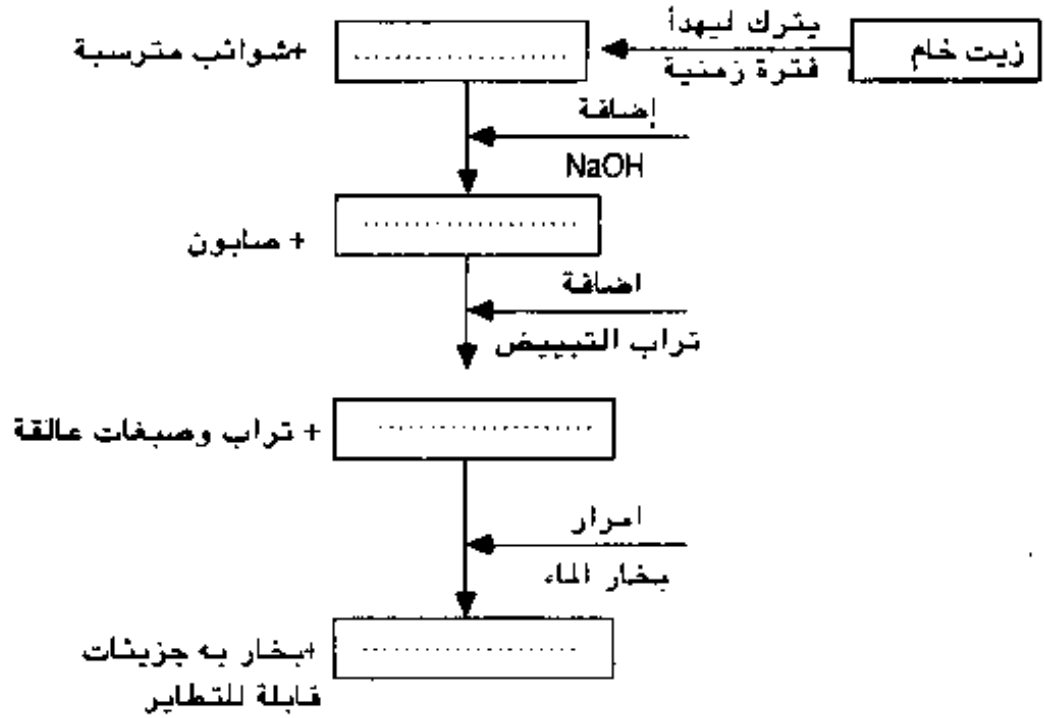 زيت خام
يترك ليهدأ
فترة زمنية
....................
+شوائب مترسبة
إضافة
NaOH
....................
+ صابون
اضافة
تراب التبييض
....................
+ تراب وصبغات عالقة
امرار
بخار الماء
....................
+بخار به جزيئات
قابلة للتطاير